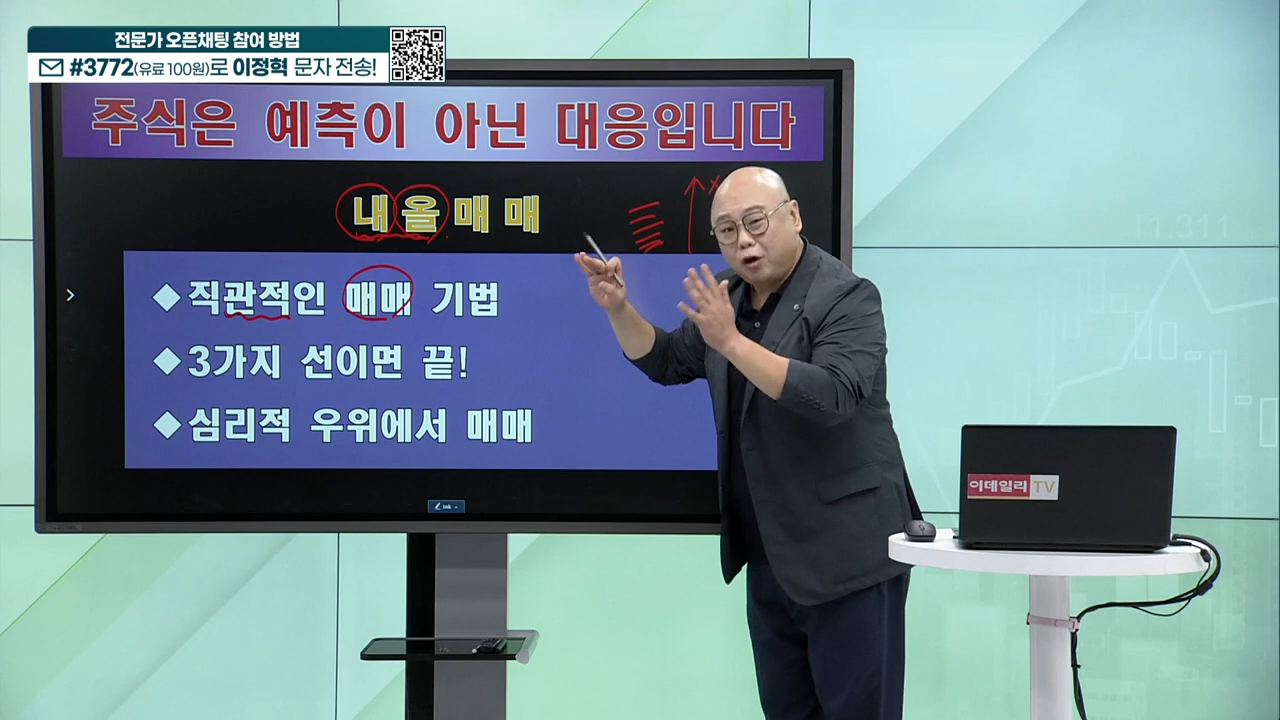 전문가 오픈채팅 참여 방법
#3772(유료 100원)로 이정혁 문자 전송!
주식은 예측이 아닌 대응입니다
내올매매
◆직관적인 매매 기법
◆3가지 선이면 끝!
◆심리적 우위에서 매매
Ink
이데일리TV
11,311